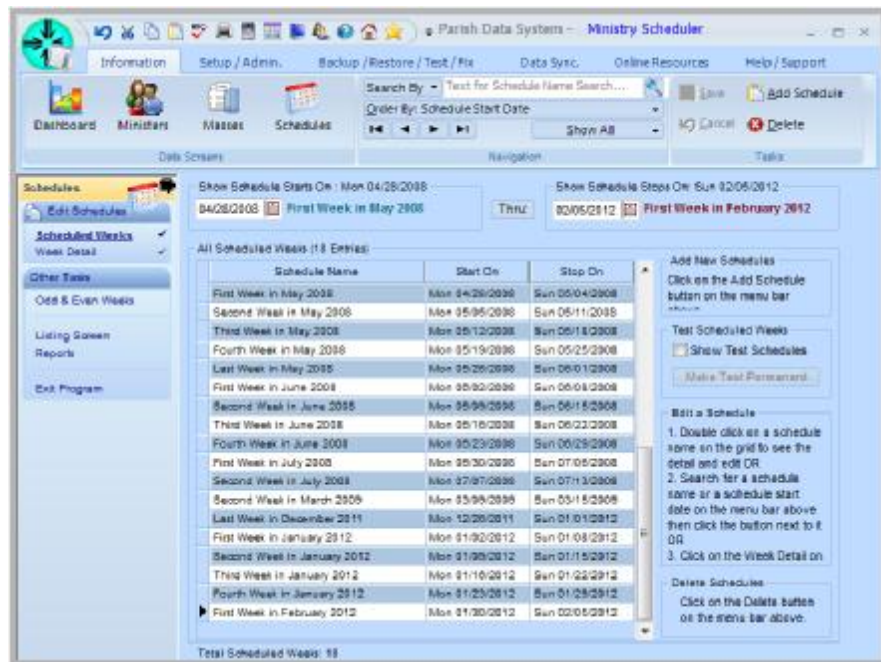 Parish Data System - Ministry Scheduler
Information Setup / Admin. Backup / Restore / Test / Fix Data Sync. Online Resources Help / Support
Search By Text for Schedule Name Search...
Order By: Schedule Start Date
Show All
Dashboard Ministers Masses Schedules
Save Add Schedule
Cancel Delete
Data Screens Navigation Tasks
Schedules
Edit Schedules
Scheduled Weeks
Week Detail
Other Tasks
Odd & Even Weeks
Listing Screen
Reports
Exit Program
Show Schedule Starts On : Mon 04/28/2008
04/28/2008 First Week in May 2008
Thru
Show Schedule Stops On: Sun 02/05/2012
02/05/2012 First Week in February 2012
All Scheduled Weeks (18 Entries)
Schedule Name Start On Stop On
First Week in May 2008 Mon 04/28/2008 Sun 05/04/2008
Second Week in May 2008 Mon 05/05/2008 Sun 05/11/2008
Third Week in May 2008 Mon 05/12/2008 Sun 05/18/2008
Fourth Week in May 2008 Mon 05/19/2008 Sun 05/25/2008
Last Week in May 2008 Mon 05/26/2008 Sun 06/01/2008
First Week in June 2008 Mon 06/02/2008 Sun 06/08/2008
Second Week in June 2008 Mon 06/09/2008 Sun 06/15/2008
Third Week in June 2008 Mon 06/16/2008 Sun 06/22/2008
Fourth Week in June 2008 Mon 06/23/2008 Sun 06/29/2008
First Week in July 2008 Mon 06/30/2008 Sun 07/06/2008
Second Week in July 2008 Mon 07/07/2008 Sun 07/13/2008
Second Week in March 2009 Mon 03/09/2009 Sun 03/15/2009
Last Week in December 2011 Mon 12/26/2011 Sun 01/01/2012
First Week in January 2012 Mon 01/02/2012 Sun 01/08/2012
Second Week in January 2012 Mon 01/09/2012 Sun 01/15/2012
Third Week in January 2012 Mon 01/16/2012 Sun 01/22/2012
Fourth Week in January 2012 Mon 01/23/2012 Sun 01/29/2012
First Week in February 2012 Mon 01/30/2012 Sun 02/05/2012
Total Scheduled Weeks: 18
Add New Schedules
Click on the Add Schedule
button on the menu bar
Test Scheduled Weeks
Show Test Schedules
Make Test Permanent
Edit a Schedule
1. Double click on a schedule
name on the grid to see the
detail and edit OR
2. Search for a schedule
name or a schedule start
date on the menu bar above
then click the button next to it
OR
3. Click on the Week Detail on
Delete Schedules
Click on the Delete button
on the menu bar above.